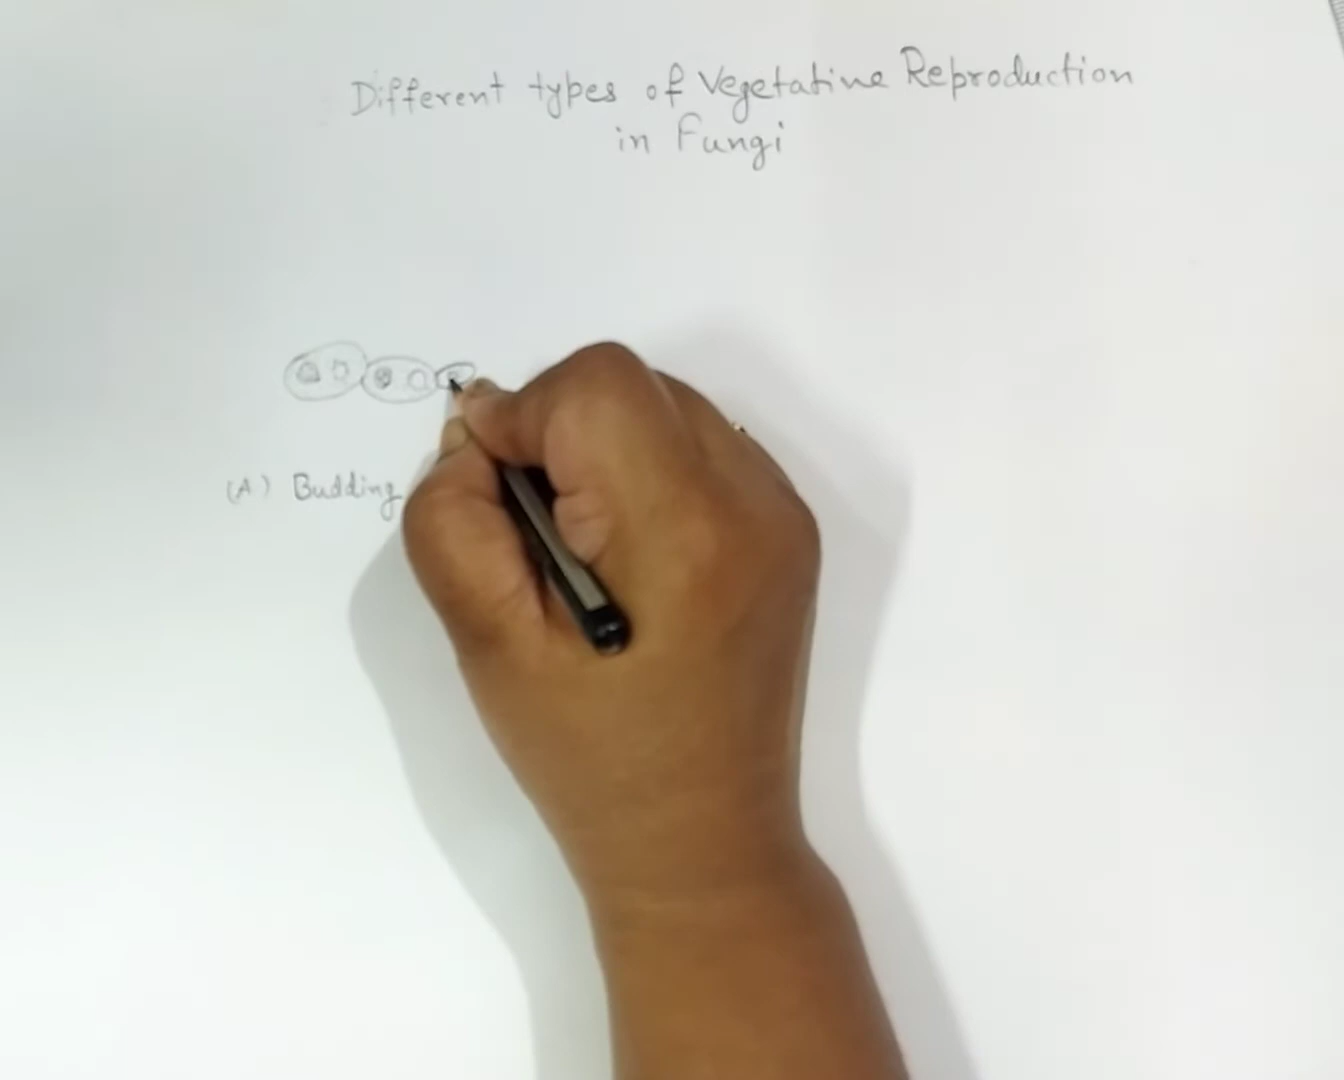 Different types of Vegetative Reproduction
in Fungi
(A) Budding